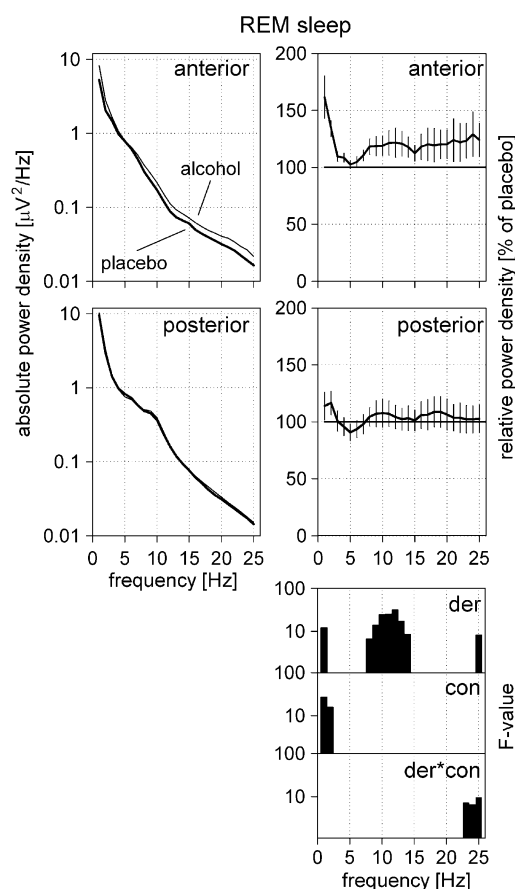 REM sleep
anterior
alcohol
placebo
10
1
0.1
0.01
absolute power density [µV²/Hz]
anterior
200
150
100
50
0
relative power density [% of placebo]
posterior
10
1
0.1
0.01
0 5 10 15 20 25
frequency [Hz]
posterior
200
150
100
50
0
0 5 10 15 20 25
100
der
10
100
con
10
100
der*con
10
F-value
0 5 10 15 20 25
frequency [Hz]